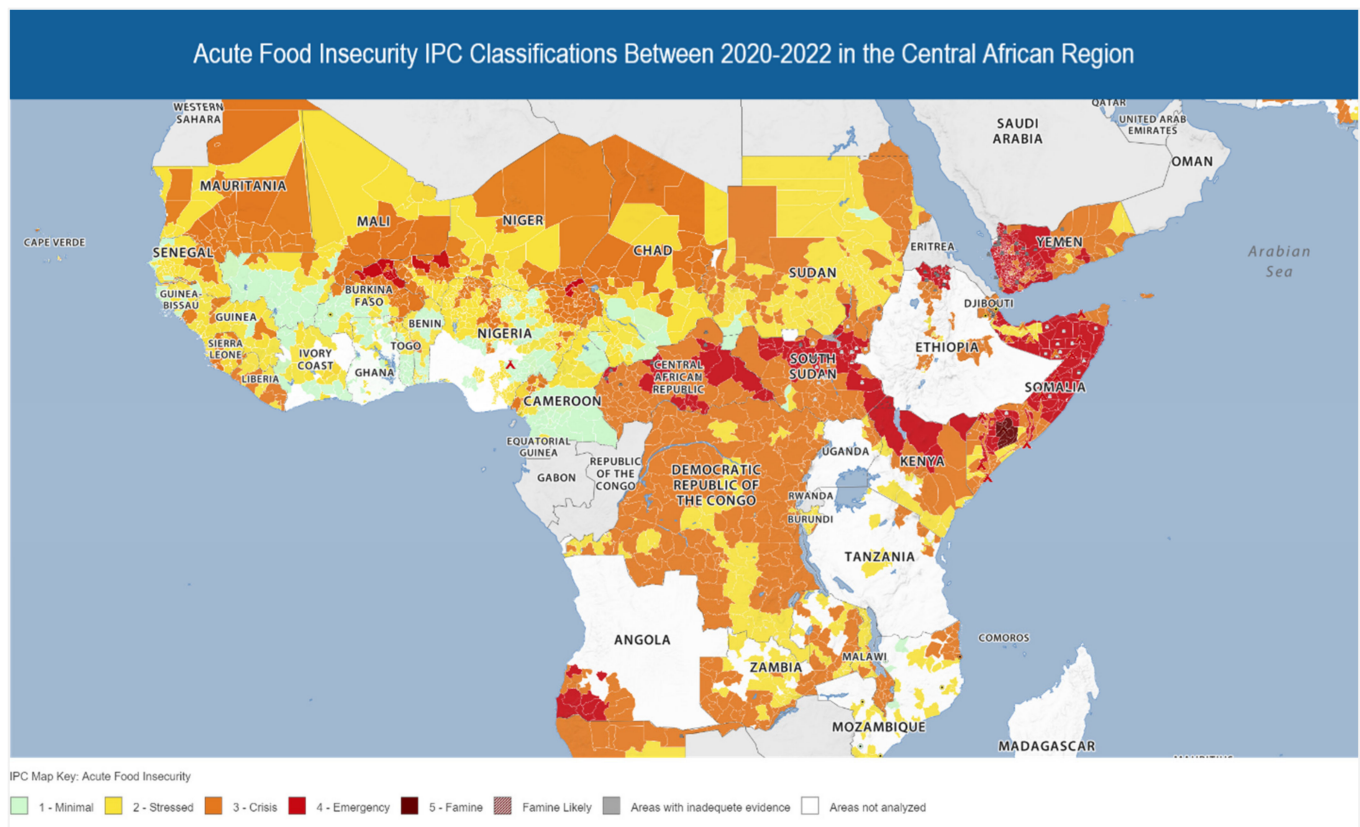 Acute Food Insecurity IPC Classifications Between 2020-2022 in the Central African Region
WESTERN
SAHARA
QATAR
UNITED ARAB
EMIRATES
SAUDI
ARABIA
OMAN
MAURITANIA
MALI
NIGER
CHAD
SUDAN
ERITREA
YEMEN
Arabian
Sea
CAPE VERDE
SENEGAL
GUINEA-
BISSAU
GUINEA
BURKINA
FASO
BENIN
NIGERIA
DJIBOUTI
ETHIOPIA
SIERRA
LEONE
IVORY
COAST
TOGO
GHANA
LIBERIA
CENTRAL
AFRICAN
REPUBLIC
SOUTH
SUDAN
SOMALIA
CAMEROON
EQUATORIAL
GUINEA
GABON
REPUBLIC
OF THE
CONGO
DEMOCRATIC
REPUBLIC OF
THE CONGO
UGANDA
KENYA
RWANDA
BURUNDI
TANZANIA
ANGOLA
ZAMBIA
MALAWI
COMOROS
MOZAMBIQUE
MADAGASCAR
IPC Map Key: Acute Food Insecurity
1 - Minimal
2 - Stressed
3 - Crisis
4 - Emergency
5 - Famine
Famine Likely
Areas with inadequete evidence
Areas not analyzed